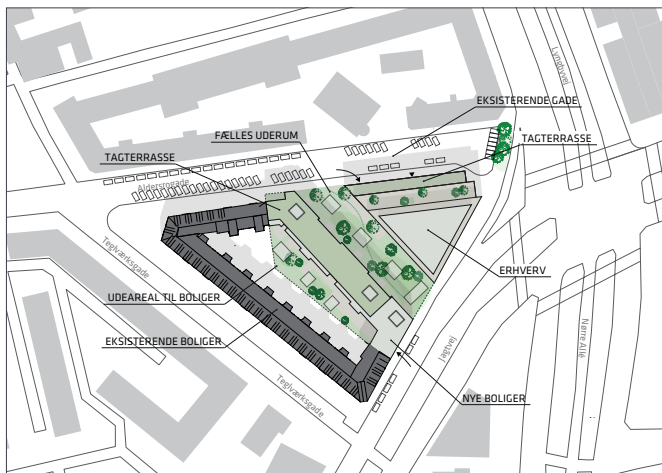 Lyngbyvej
EKSISTERENDE GADE
FÆLLES UDERUM
TAGTERRASSE
TAGTERRASSE
Aldersrogade
Teglværksgade
ERHVERV
UDEAREAL TIL BOLIGER
EKSISTERENDE BOLIGER
Jagtvej
Nørre Allé
Teglværksgade
NYE BOLIGER